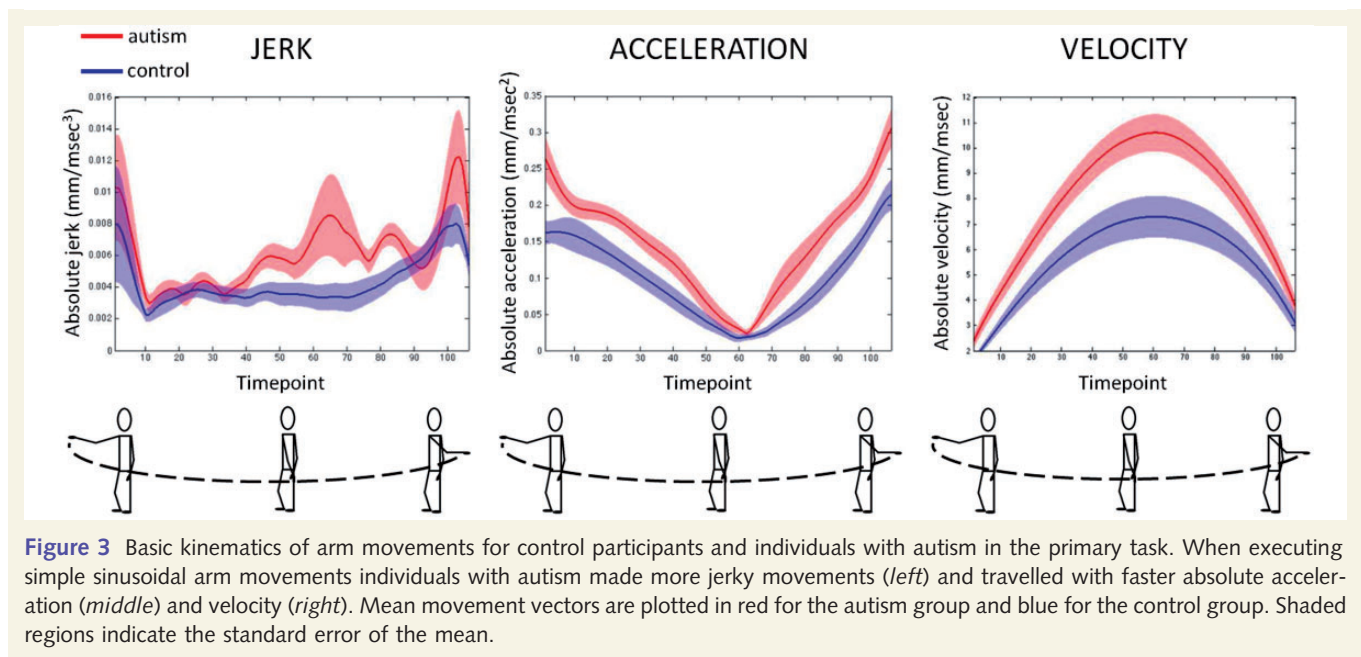 autism
control
JERK
ACCELERATION
VELOCITY
Absolute jerk (mm/msec³)
0.016
0.014
0.012
0.01
0.008
0.006
0.004
0.002
0
10 20 30 40 50 60 70 80 90 100
Timepoint
Absolute acceleration (mm/msec²)
0.35
0.3
0.25
0.2
0.15
0.1
0.05
0
10 20 30 40 50 60 70 80 90 100
Timepoint
Absolute velocity (mm/msec)
12
11
10
9
8
7
6
5
4
3
2
10 20 30 40 50 60 70 80 90 100
Timepoint
Figure 3 Basic kinematics of arm movements for control participants and individuals with autism in the primary task. When executing
simple sinusoidal arm movements individuals with autism made more jerky movements (left) and travelled with faster absolute acceler-
ation (middle) and velocity (right). Mean movement vectors are plotted in red for the autism group and blue for the control group. Shaded
regions indicate the standard error of the mean.